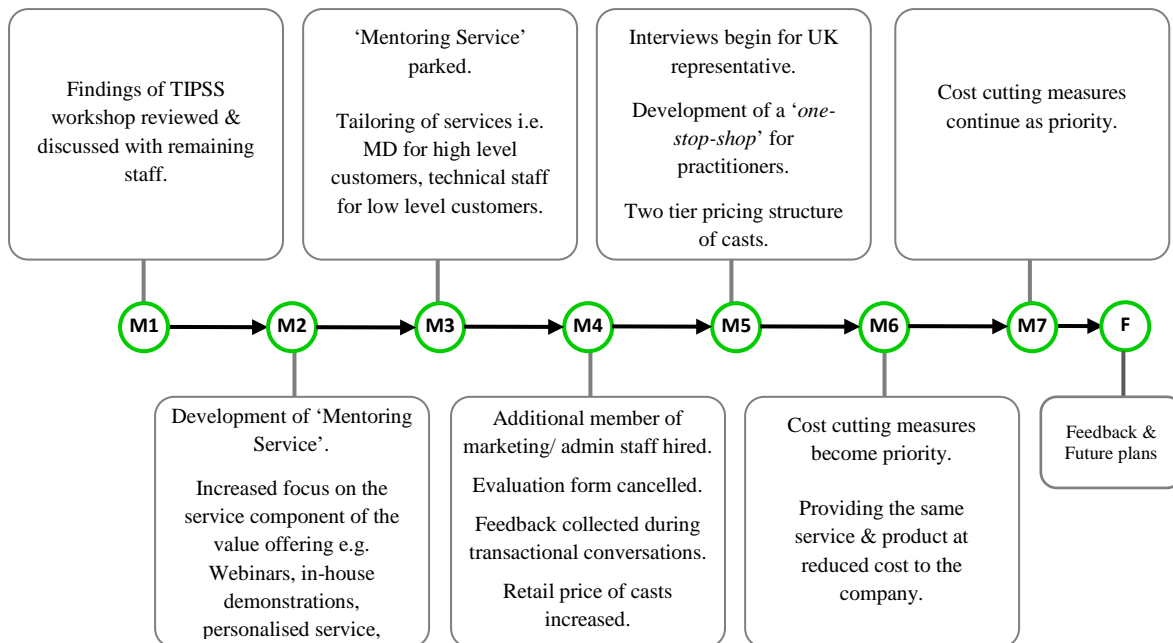 Findings of TIPSS
workshop reviewed &
discussed with remaining
staff.
‘Mentoring Service’
parked.
Tailoring of services i.e.
MD for high level
customers, technical staff
for low level customers.
Interviews begin for UK
representative.
Development of a ‘one-
stop-shop’ for
practitioners.
Two tier pricing structure
of casts.
Cost cutting measures
continue as priority.
M1
M2
M3
M4
M5
M6
M7
F
Development of ‘Mentoring
Service’.
Increased focus on the
service component of the
value offering e.g.
Webinars, in-house
demonstrations,
personalised service,
Additional member of
marketing/ admin staff hired.
Evaluation form cancelled.
Feedback collected during
transactional conversations.
Retail price of casts
increased.
Cost cutting measures
become priority.
Providing the same
service & product at
reduced cost to the
company.
Feedback &
Future plans